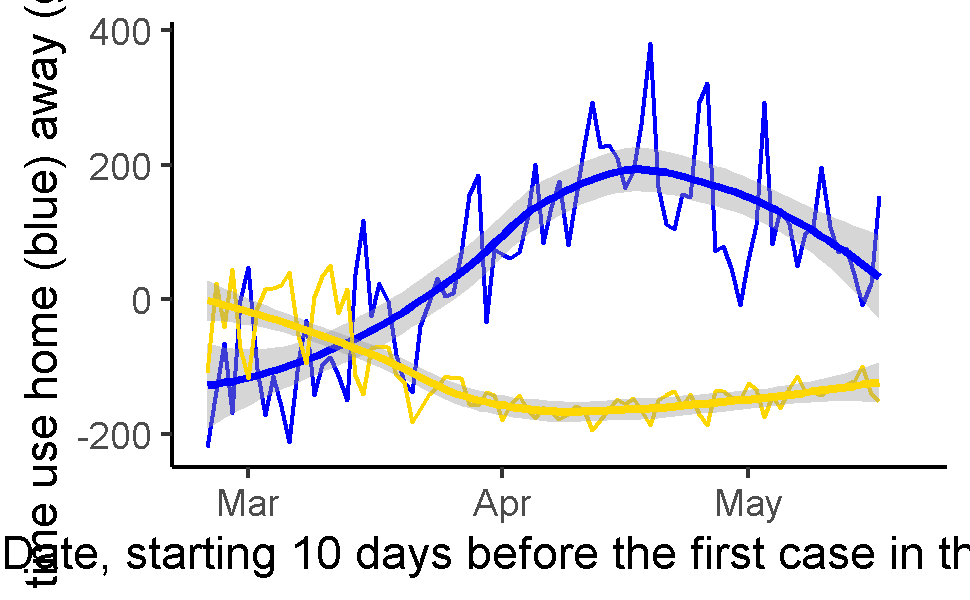 time use home (blue) away (
400
200
0
-200
Mar Apr May
Date, starting 10 days before the first case in th